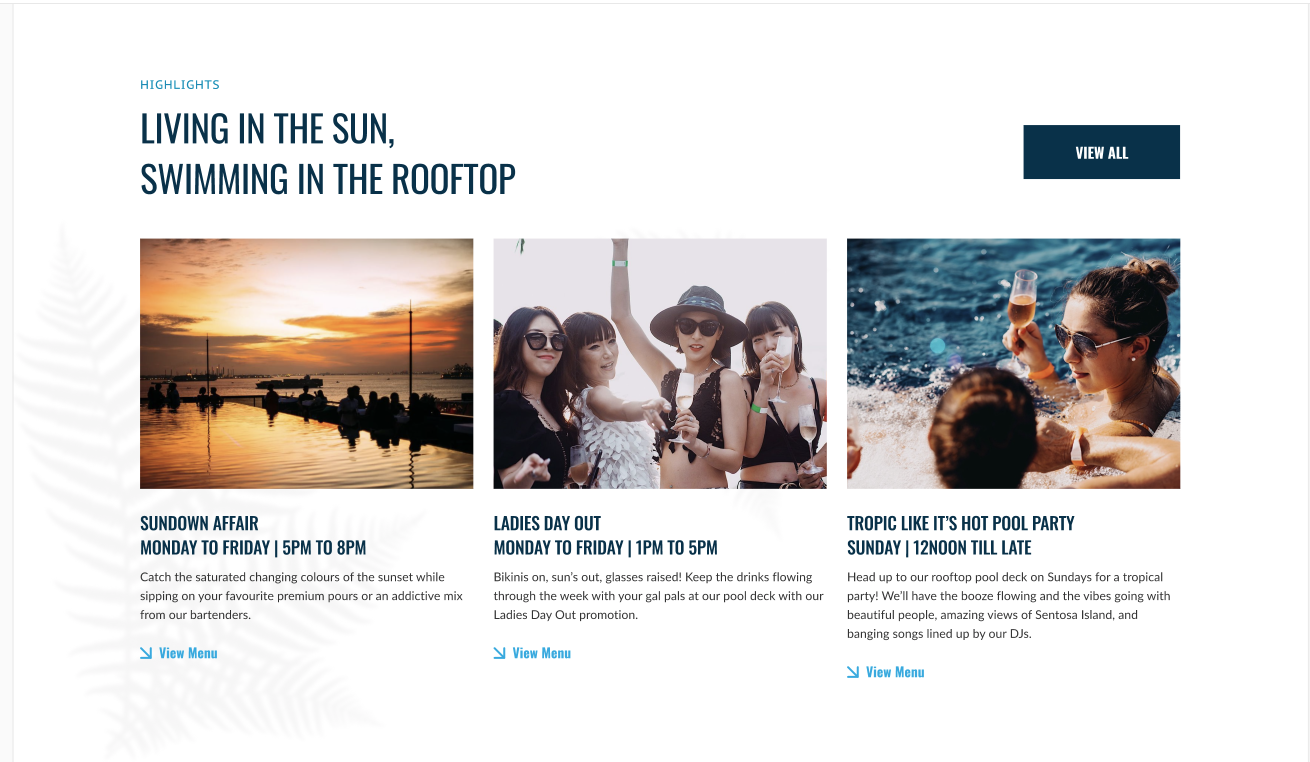 HIGHLIGHTS
LIVING IN THE SUN,
SWIMMING IN THE ROOFTOP
VIEW ALL
SUNDOWN AFFAIR
MONDAY TO FRIDAY | 5PM TO 8PM
Catch the saturated changing colours of the sunset while
sipping on your favourite premium pours or an addictive mix
from our bartenders.
View Menu
LADIES DAY OUT
MONDAY TO FRIDAY | 1PM TO 5PM
Bikinis on, sun’s out, glasses raised! Keep the drinks flowing
through the week with your gal pals at our pool deck with our
Ladies Day Out promotion.
View Menu
TROPIC LIKE IT’S HOT POOL PARTY
SUNDAY | 12NOON TILL LATE
Head up to our rooftop pool deck on Sundays for a tropical
party! We’ll have the booze flowing and the vibes going with
beautiful people, amazing views of Sentosa Island, and
banging songs lined up by our DJs.
View Menu